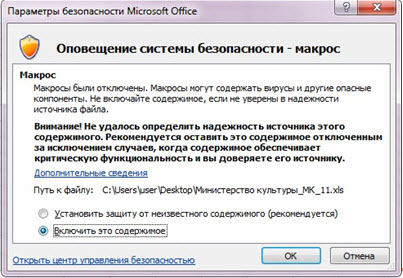 Параметры безопасности Microsoft Office
Оповещение системы безопасности - макрос
Макрос
Макросы были отключены. Макросы могут содержать вирусы и другие опасные
компоненты. Не включайте содержимое, если не уверены в надежности
источника файла.
Внимание! Не удалось определить надежность источника этого
содержимого. Рекомендуется оставить это содержимое отключенным
за исключением случаев, когда содержимое обеспечивает
критическую функциональность и вы доверяете его источнику.
Дополнительные сведения
Путь к файлу: C:\Users\user\Desktop\Министерство культуры_МК_11.xls
Установить защиту от неизвестного содержимого (рекомендуется)
Включить это содержимое
Открыть центр управления безопасностью
ОК
Отмена